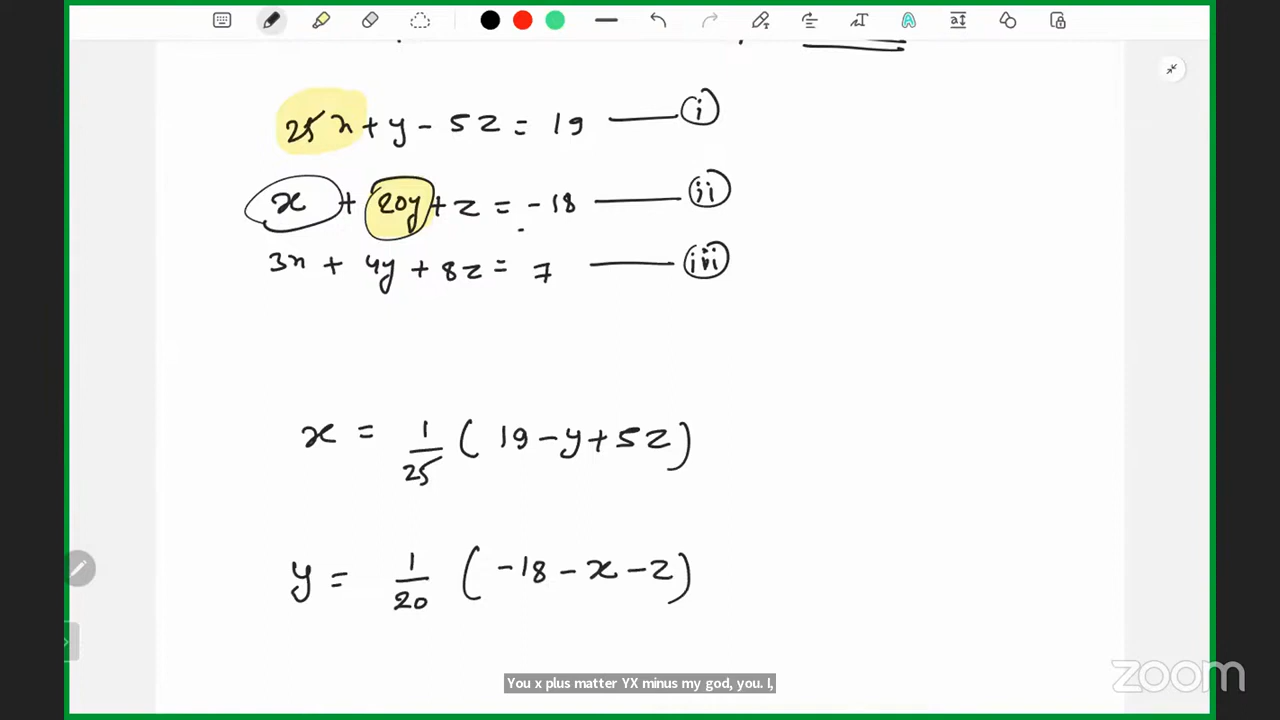 25x + y - 5z = 19 —— (i)
x + 20y + z = -18 —— (ii)
3x + 4y + 8z = 7 —— (iii)
x = 1/25 ( 19 - y + 5z )
y = 1/20 ( -18 - x - z )
You x plus matter YX minus my god, you. I,
zoom